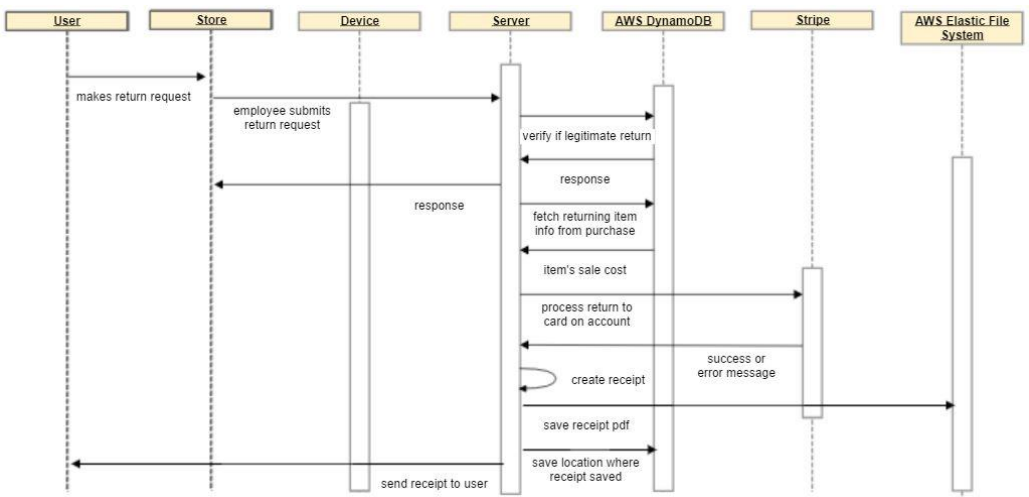 User
Store
Device
Server
AWS DynamoDB
Stripe
AWS Elastic File
System
makes return request
employee submits
return request
verify if legitimate return
response
response
fetch returning item
info from purchase
item's sale cost
process return to
card on account
success or
error message
create receipt
save receipt pdf
save location where
receipt saved
send receipt to user